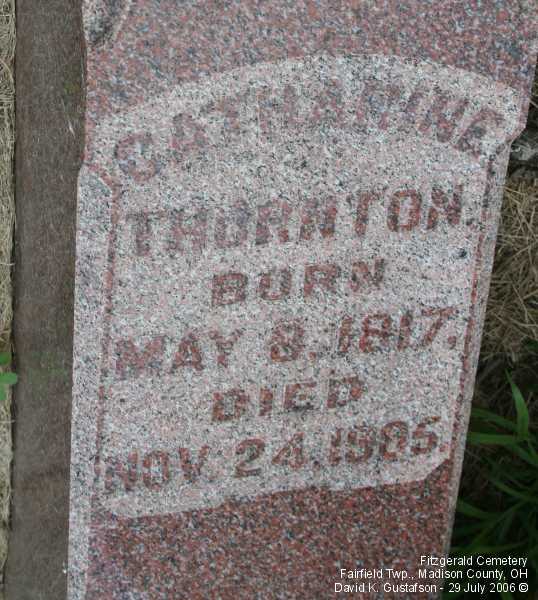 CATHARINE
THORNTON.
BORN
MAY 8, 1817.
DIED
NOV. 24, 1905.
Fitzgerald Cemetery
Fairfield Twp., Madison County, OH
David K. Gustafson - 29 July 2006 ©